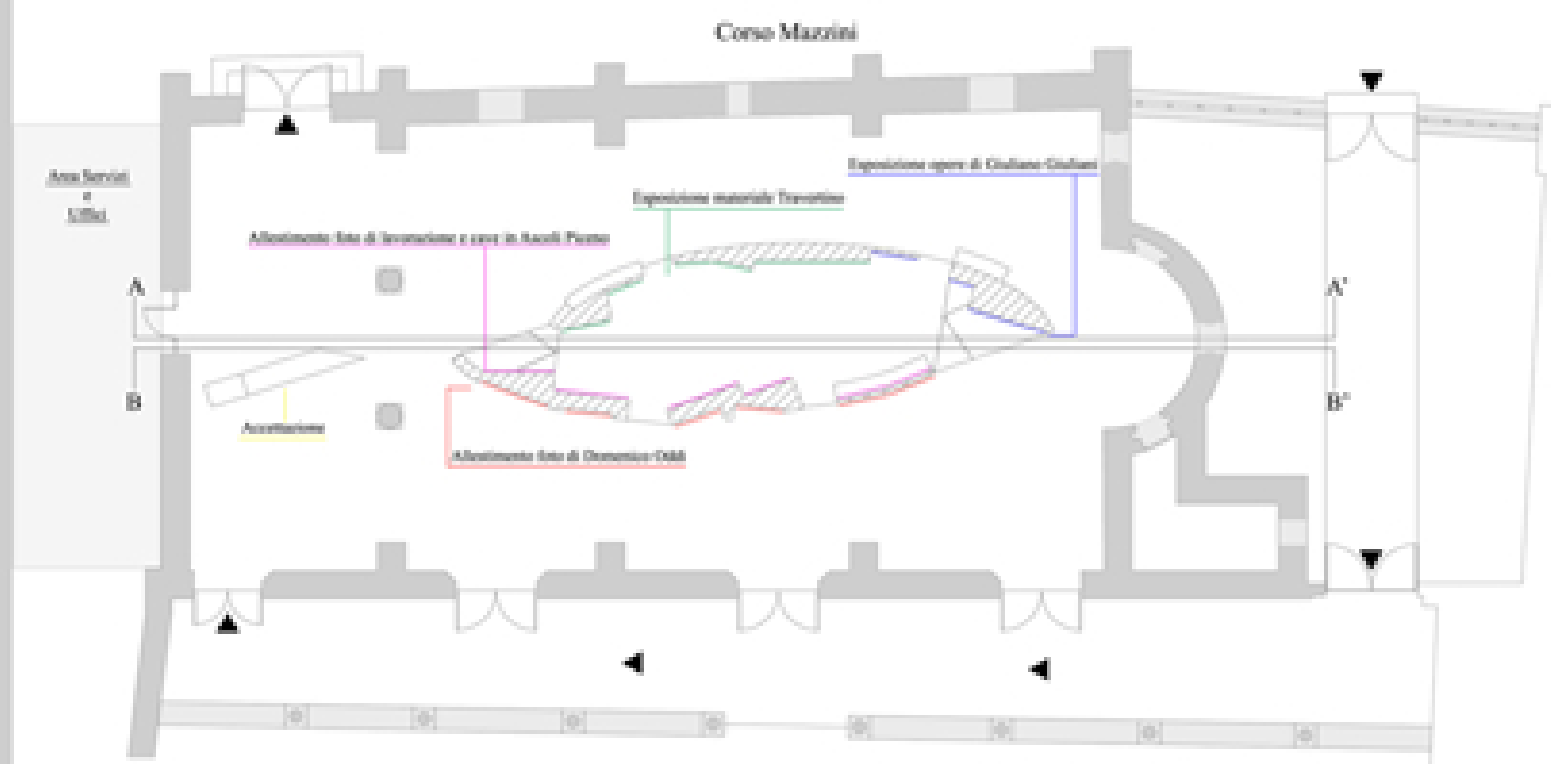 Corso Mazzini
Area Servizi
e
Uffici
Esposizione opere di Giuliano Giuliani
Esposizione materiale Travertino
Allestimento foto di lavorazione e cave in Ascoli Piceno
A
A'
B
B'
Accettazione
Allestimento foto di Domenico Oddi